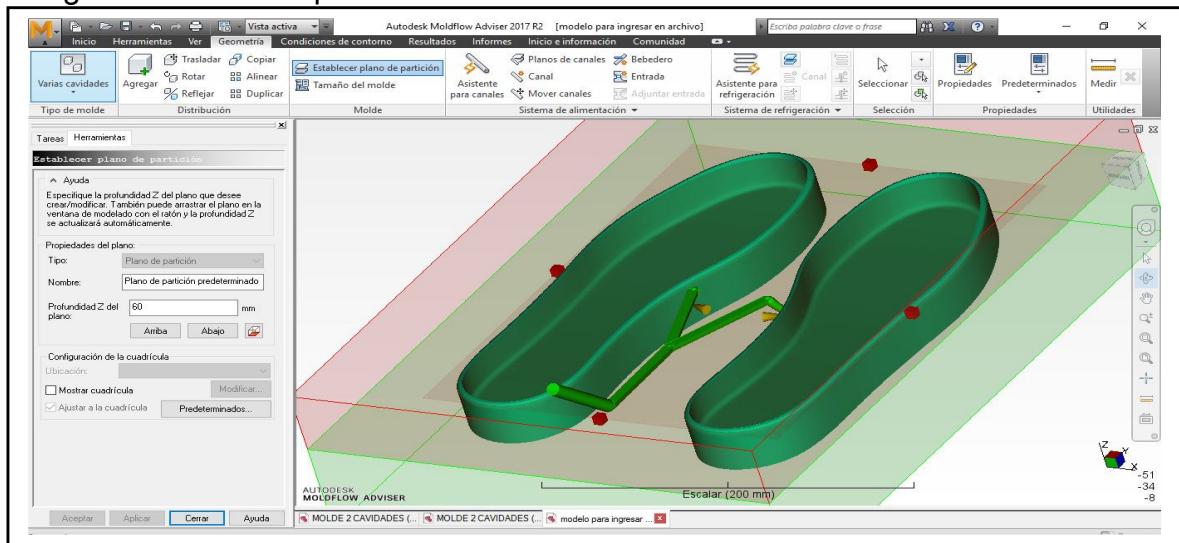 Vista activa
Autodesk Moldflow Adviser 2017 R2 [modelo para ingresar en archivo]
Escriba palabra clave o frase
Inicio Herramientas Ver Geometría Condiciones de contorno Resultados Informes Inicio e información Comunidad
Varias cavidades
Agregar
Trasladar Copiar
Rotar Alinear
Reflejar Duplicar
Establecer plano de partición
Tamaño del molde
Asistente para canales
Planos de canales Bebedero
Canal Entrada
Mover canales Adjuntar entrada
Asistente para refrigeración
Canal
Seleccionar
Propiedades Predeterminados
Medir
Tipo de molde Distribución Molde Sistema de alimentación Sistema de refrigeración Selección Propiedades Utilidades
Tareas Herramientas
Establecer plano de partición
Ayuda
Especifique la profundidad Z del plano que desee
crear/modificar. También puede arrastrar el plano en la
ventana de modelado con el ratón y la profundidad Z
se actualizará automáticamente.
Propiedades del plano:
Tipo: Plano de partición
Nombre: Plano de partición predeterminado
Profundidad Z del plano: 60 mm
Arriba Abajo
Configuración de la cuadrícula
Ubicación:
Mostrar cuadrícula Modificar...
Ajustar a la cuadrícula Predeterminados...
Aceptar Aplicar Cerrar Ayuda
AUTODESK
MOLDFLOW ADVISER
Escalar (200 mm)
Z
Y
X
-51
-34
-8
MOLDE 2 CAVIDADES (... MOLDE 2 CAVIDADES (... modelo para ingresar ...